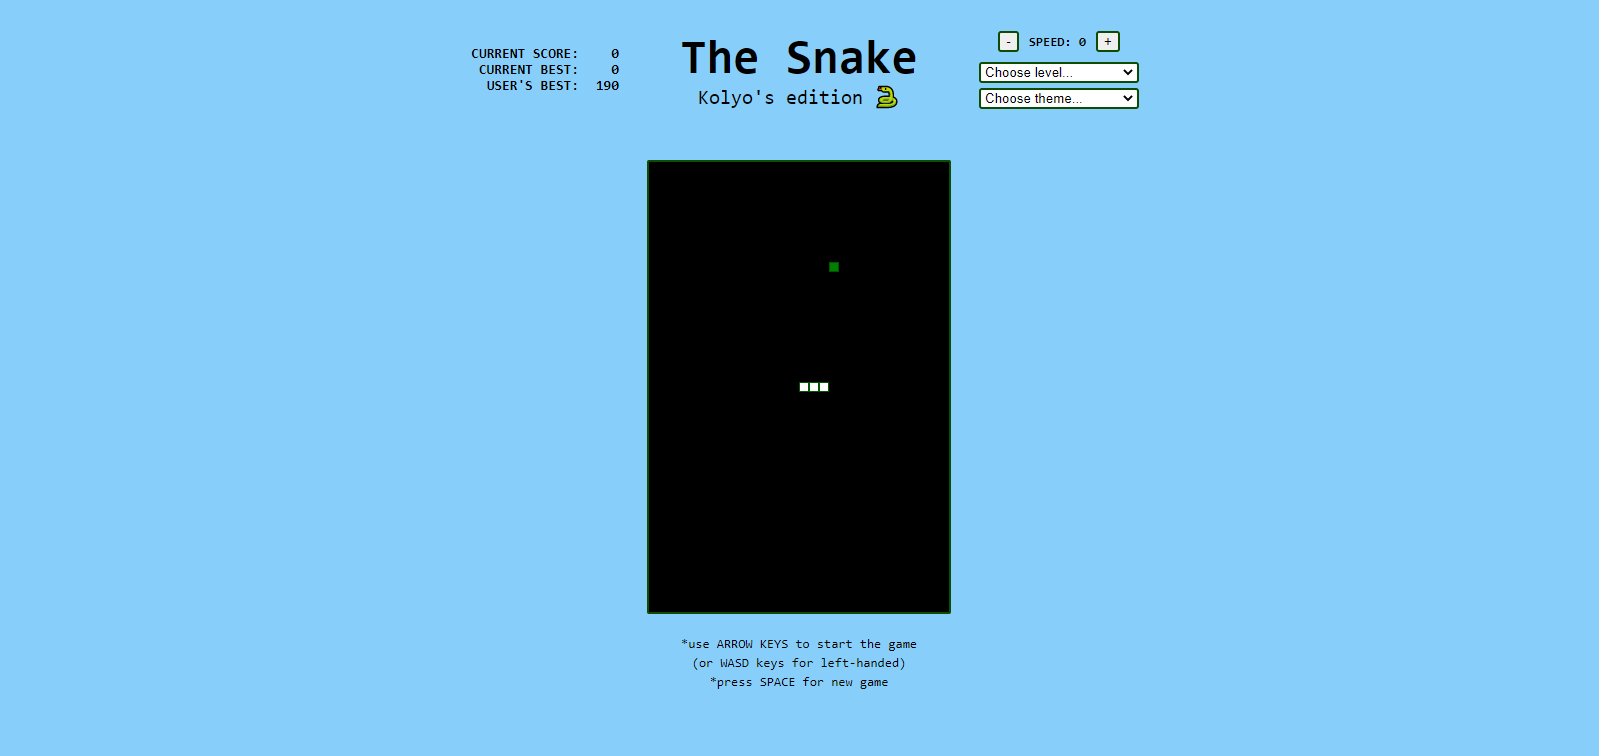 CURRENT SCORE: 0
CURRENT BEST: 0
USER'S BEST: 190
The Snake
Kolyo's edition
- SPEED: 0 +
Choose level...
Choose theme...
*use ARROW KEYS to start the game
(or WASD keys for left-handed)
*press SPACE for new game